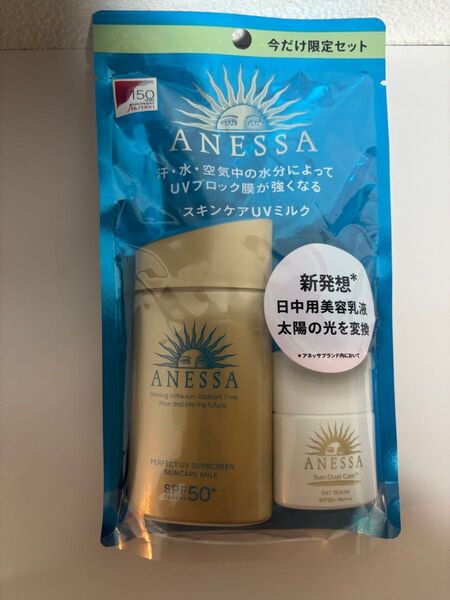 今だけ限定セット
150
ANESSA
汗・水・空気中の水分によって
UVブロック膜が強くなる
スキンケアUVミルク
新発想*
日中用美容乳液
太陽の光を変換
*アネッサブランド内において
ANESSA
Shining in the sun. Radiant. Free.
Now and into the future.
PERFECT UV SUNSCREEN
SKINCARE MILK
SPF50+
PA++++
ANESSA
Sun Dual Care™
DAY SERUM
SPF50+ PA++++